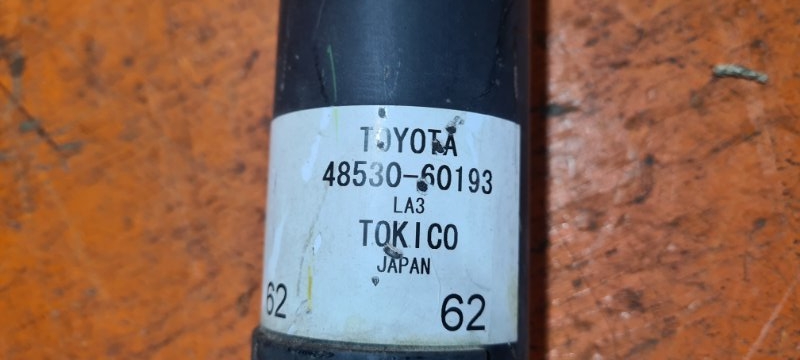 TOYOTA
48530-60193
LA3
TOKICO
JAPAN
62 62